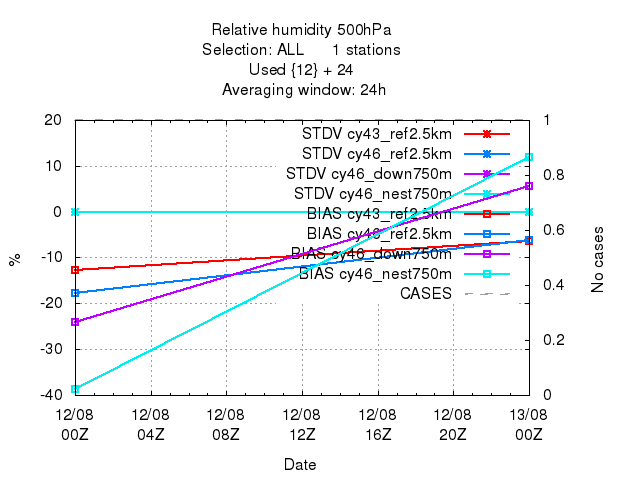 Relative humidity 500hPa
Selection: ALL 1 stations
Used {12} + 24
Averaging window: 24h
20
10
0
-10
-20
-30
-40
%
1
0.8
0.6
0.4
0.2
0
No cases
STDV cy43_ref2.5km
STDV cy46_ref2.5km
STDV cy46_down750m
STDV cy46_nest750m
BIAS cy43_ref2.5km
BIAS cy46_ref2.5km
BIAS cy46_down750m
BIAS cy46_nest750m
CASES
12/08 12/08 12/08 12/08 12/08 12/08 13/08
00Z 04Z 08Z 12Z 16Z 20Z 00Z
Date